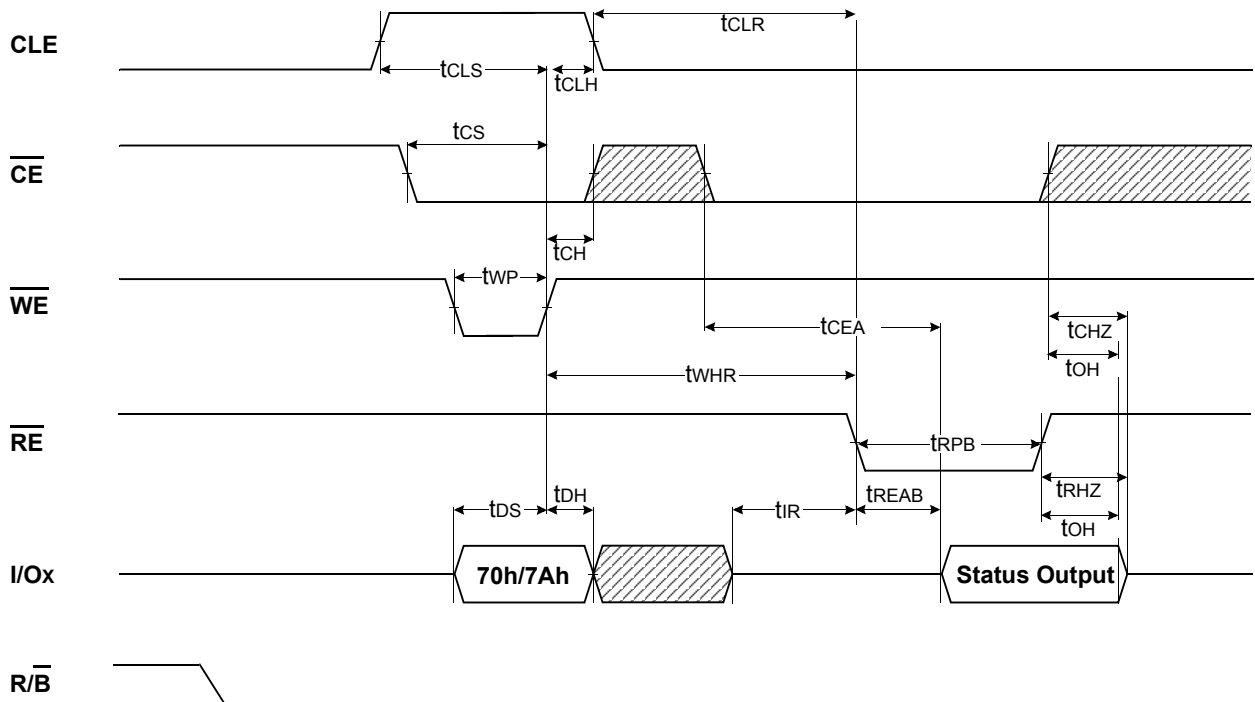 tCLR
CLE
tCLS
tCLH
tCS
CE
tCH
tWP
WE
tCEA
tCHZ
tOH
tWHR
RE
tRPB
tREAB
tRHZ
tDS
tDH
tIR
tOH
I/Ox
70h/7Ah
Status Output
R/B